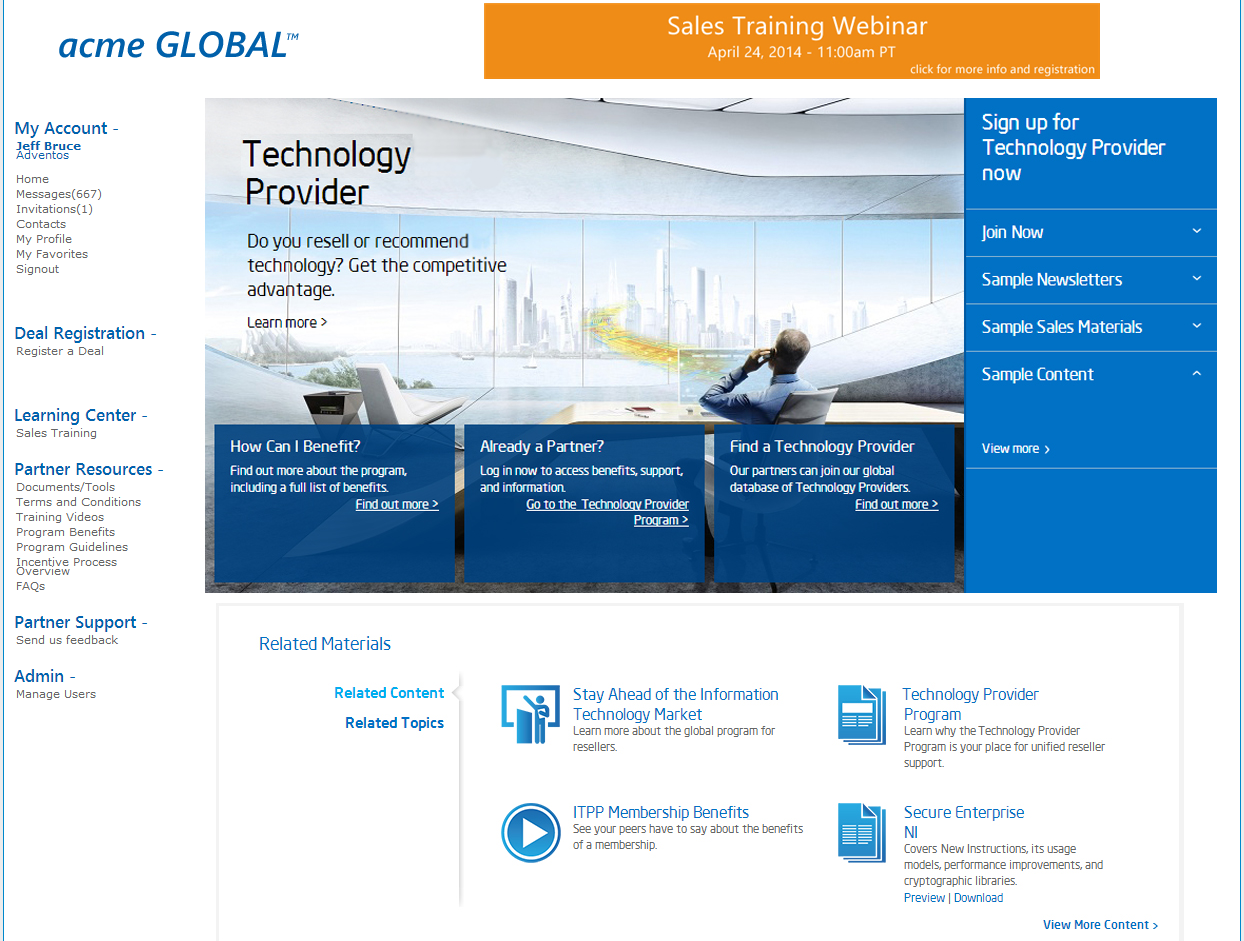 acme GLOBAL™
Sales Training Webinar
April 24, 2014 - 11:00am PT
click for more info and registration
My Account -
Jeff Bruce
Adventos
Home
Messages(667)
Invitations(1)
Contacts
My Profile
My Favorites
Signout
Deal Registration -
Register a Deal
Learning Center -
Sales Training
Partner Resources -
Documents/Tools
Terms and Conditions
Training Videos
Program Benefits
Program Guidelines
Incentive Process
Overview
FAQs
Partner Support -
Send us feedback
Admin -
Manage Users
Technology
Provider
Do you resell or recommend
technology? Get the competitive
advantage.
Learn more >
How Can I Benefit?
Find out more about the program,
including a full list of benefits.
Find out more >
Already a Partner?
Log in now to access benefits, support,
and information.
Go to the Technology Provider
Program >
Find a Technology Provider
Our partners can join our global
database of Technology Providers.
Find out more >
Sign up for
Technology Provider
now
Join Now
Sample Newsletters
Sample Sales Materials
Sample Content
View more >
Related Materials
Related Content
Related Topics
Stay Ahead of the Information
Technology Market
Learn more about the global program for
resellers.
Technology Provider
Program
Learn why the Technology Provider
Program is your place for unified reseller
support.
ITPP Membership Benefits
See your peers have to say about the benefits
of a membership.
Secure Enterprise
NI
Covers New Instructions, its usage
models, performance improvements, and
cryptographic libraries.
Preview | Download
View More Content >